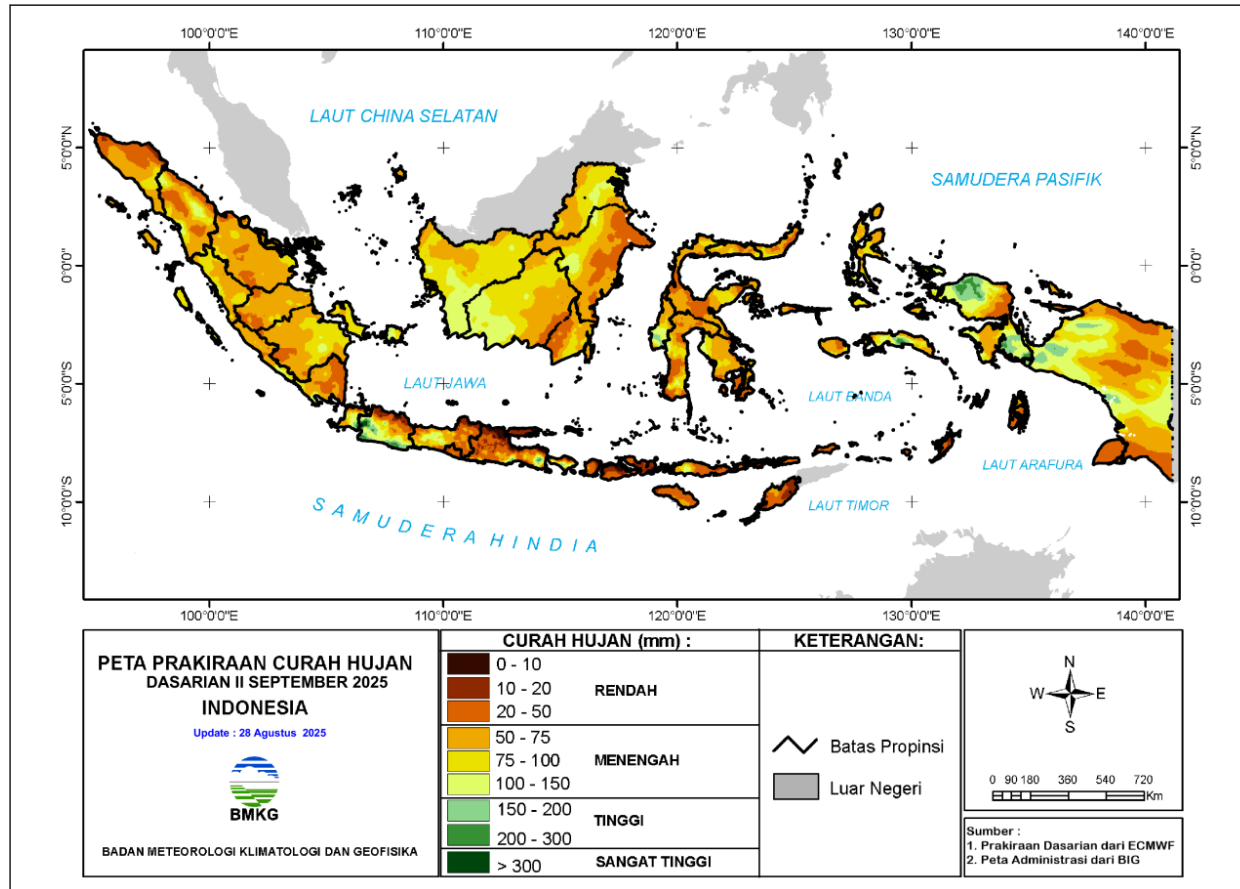 100°0'0"E 110°0'0"E 120°0'0"E 130°0'0"E 140°0'0"E
5°0'0"N 5°0'0"N
0°0'0" 0°0'0"
5°0'0"S 5°0'0"S
10°0'0"S 10°0'0"S
LAUT CHINA SELATAN
SAMUDERA PASIFIK
LAUT JAWA
LAUT BANDA
LAUT ARAFURA
LAUT TIMOR
SAMUDERA HINDIA
100°0'0"E 110°0'0"E 120°0'0"E 130°0'0"E 140°0'0"E
PETA PRAKIRAAN CURAH HUJAN
DASARIAN II SEPTEMBER 2025
INDONESIA
Update : 28 Agustus 2025
BMKG
BADAN METEOROLOGI KLIMATOLOGI DAN GEOFISIKA
CURAH HUJAN (mm) :
0 - 10
10 - 20 RENDAH
20 - 50
50 - 75
75 - 100 MENENGAH
100 - 150
150 - 200
TINGGI
200 - 300
> 300 SANGAT TINGGI
KETERANGAN:
Batas Propinsi
Luar Negeri
N
W E
S
0 90 180 360 540 720
Km
Sumber :
1. Prakiraan Dasarian dari ECMWF
2. Peta Administrasi dari BIG